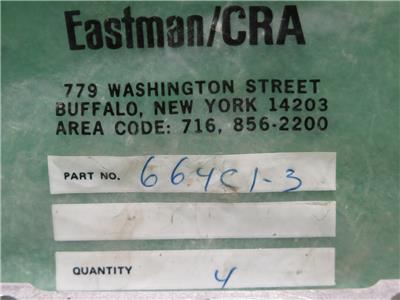 Eastman/CRA
779 WASHINGTON STREET
BUFFALO, NEW YORK 14203
AREA CODE: 716, 856-2200
PART NO. 664C1-3
QUANTITY 4